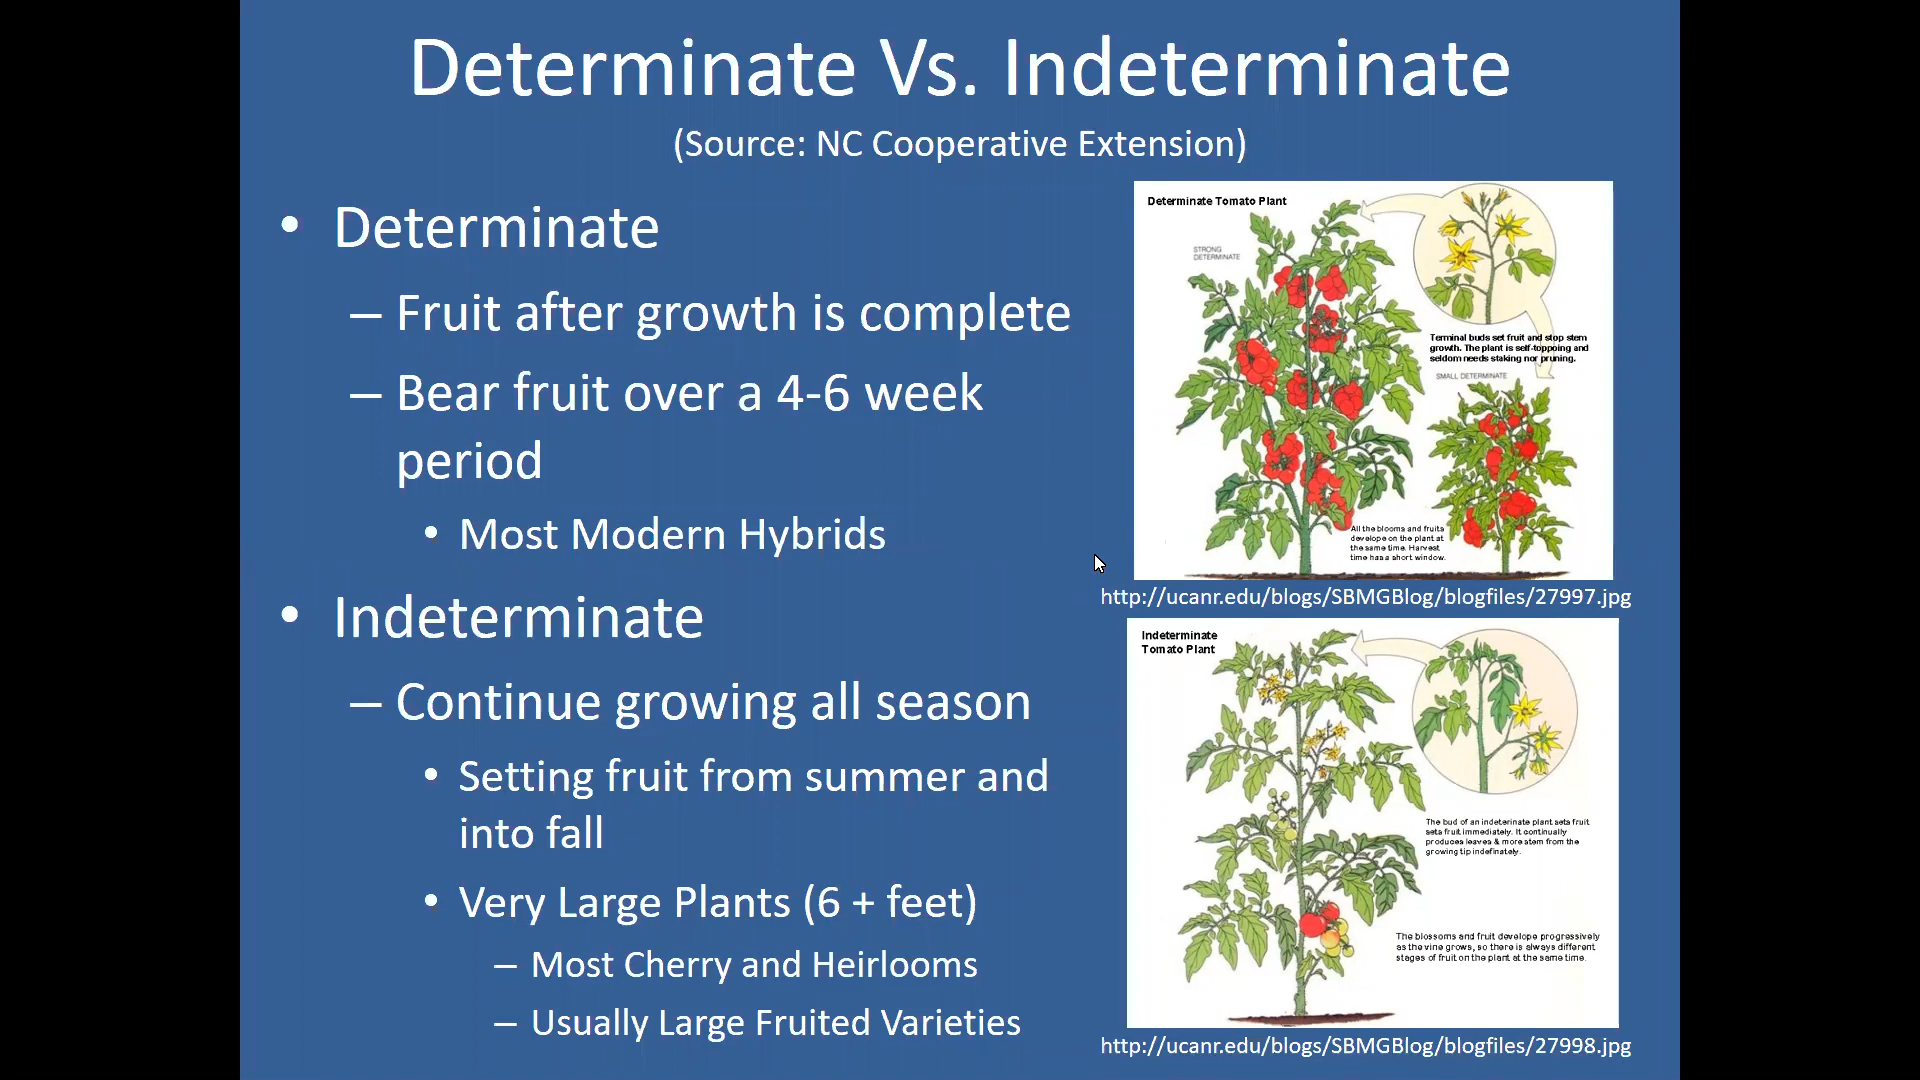 Determinate Vs. Indeterminate
(Source: NC Cooperative Extension)
• Determinate
– Fruit after growth is complete
– Bear fruit over a 4-6 week
period
• Most Modern Hybrids
• Indeterminate
– Continue growing all season
• Setting fruit from summer and
into fall
• Very Large Plants (6 + feet)
– Most Cherry and Heirlooms
– Usually Large Fruited Varieties
Determinate Tomato Plant
STRONG
DETERMINATE
Terminal buds set fruit and stop stem
growth. The plant is self-toppoing and
seldom needs staking nor pruning.
SMALL DETERMINATE
All the blooms and fruits
develope on the plant at
the same time. Harvest
time has a short window.
http://ucanr.edu/blogs/SBMGBlog/blogfiles/27997.jpg
Indeterminate
Tomato Plant
The bud of an indeterinate plant sets fruit
sets fruit immediately. It continually
produces leaves & more stem from the
growing tip indefinately.
The blossoms and fruit develope progressively
as the vine grows, so there is always different
stages of fruit on the plant at the same time.
http://ucanr.edu/blogs/SBMGBlog/blogfiles/27998.jpg